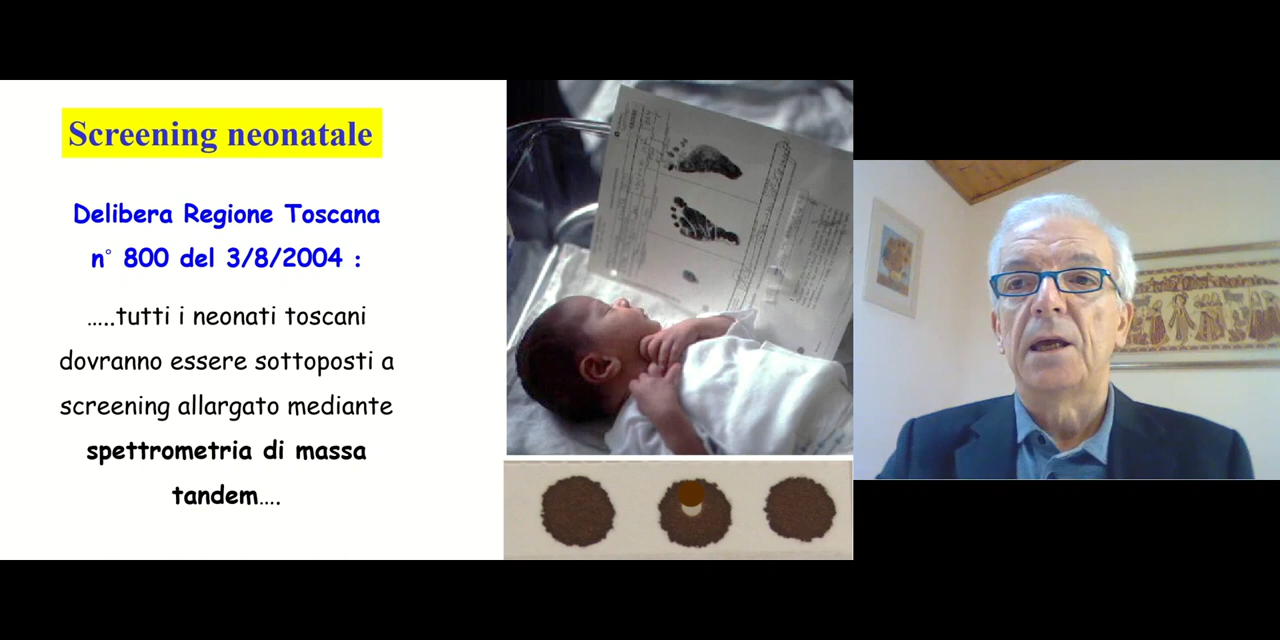 Screening neonatale
Delibera Regione Toscana
n° 800 del 3/8/2004 :
…..tutti i neonati toscani
dovranno essere sottoposti a
screening allargato mediante
spettrometria di massa
tandem….